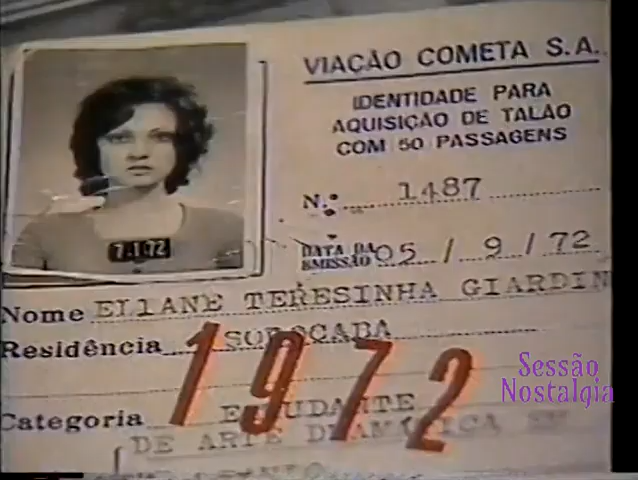 VIAÇÃO COMETA S.A.
IDENTIDADE PARA
AQUISIÇÃO DE TALÃO
COM 50 PASSAGENS
N.º 1487
7-1-72
DATA DA EMISSÃO 05 / 9 / 72
Nome ELIANE TERESINHA GIARDIN
Residência SOROCABA
1972
Categoria ESTUDANTE
DE ARTE DRAMÁTICA EM
Sessão
Nostalgia